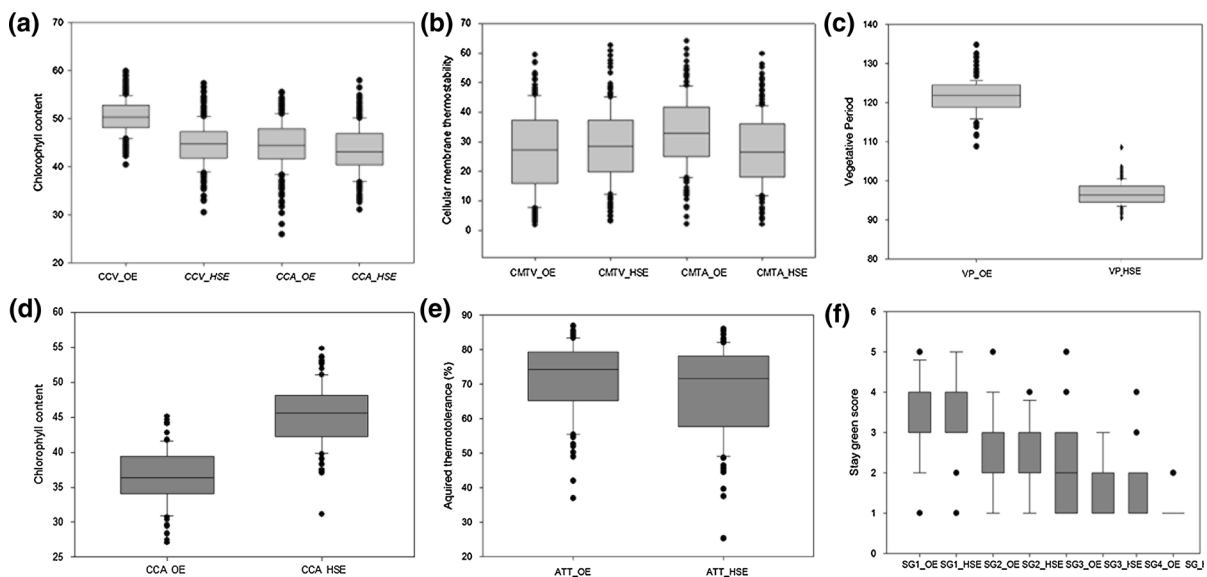 (a)
Chlorophyll content
70
60
50
40
30
20
CCV_OE
CCV_HSE
CCA_OE
CCA_HSE
(b)
Cellular membrane thermostability
70
60
50
40
30
20
10
0
CMTV_OE
CMTV_HSE
CMTA_OE
CMTA_HSE
(c)
Vegetative Period
140
130
120
110
100
90
80
VP_OE
VP_HSE
(d)
Chlorophyll content
60
55
50
45
40
35
30
25
CCA_OE
CCA_HSE
(e)
Aquired thermotolerance (%)
90
80
70
60
50
40
30
20
ATT_OE
ATT_HSE
(f)
Stay green score
6
5
4
3
2
1
0
SG1_OE
SG1_HSE
SG2_OE
SG2_HSE
SG3_OE
SG3_HSE
SG4_OE